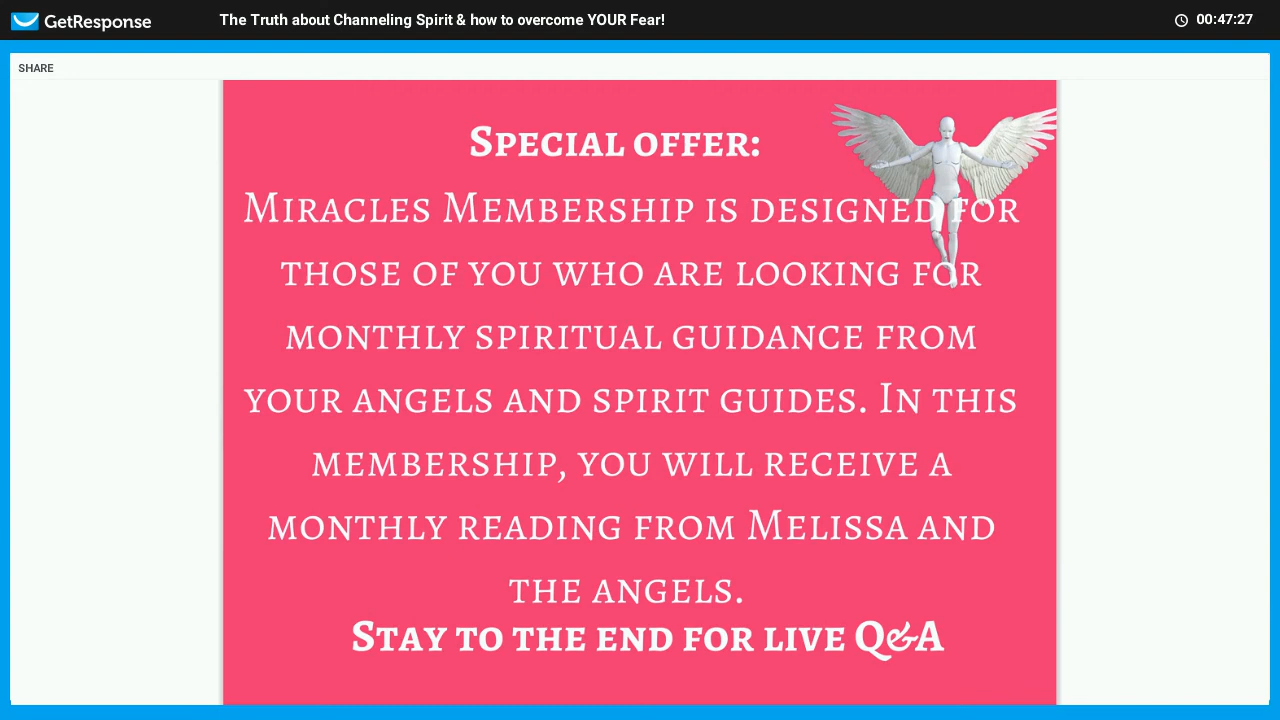 GetResponse
The Truth about Channeling Spirit & how to overcome YOUR Fear!
00:47:27
SHARE
Special offer:
Miracles Membership is designed for
those of you who are looking for
monthly spiritual guidance from
your angels and spirit guides. In this
membership, you will receive a
monthly reading from Melissa and
the angels.
Stay to the end for live Q&A